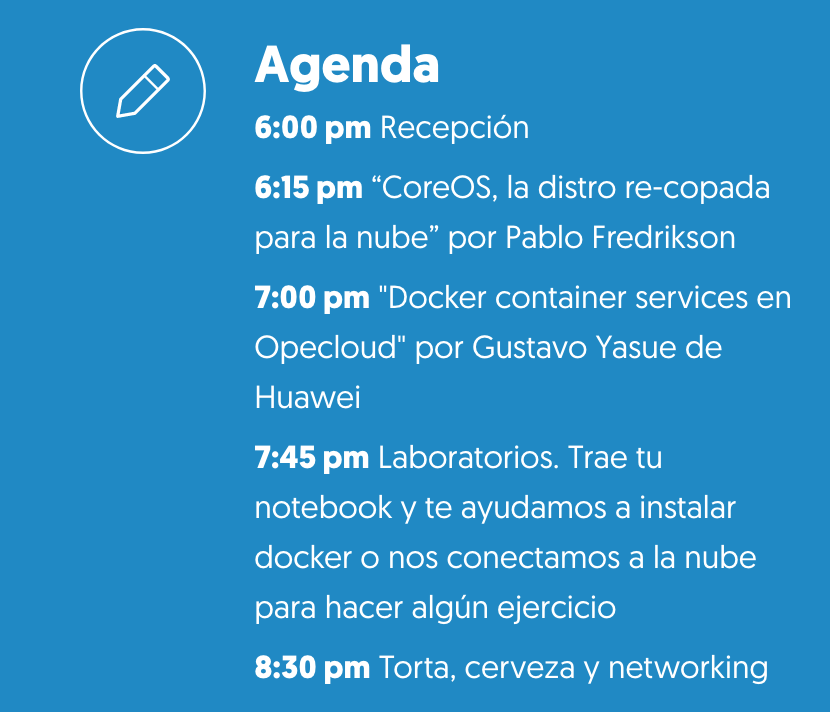 Agenda
6:00 pm Recepción
6:15 pm “CoreOS, la distro re-copada
para la nube” por Pablo Fredrikson
7:00 pm "Docker container services en
Opecloud" por Gustavo Yasue de
Huawei
7:45 pm Laboratorios. Trae tu
notebook y te ayudamos a instalar
docker o nos conectamos a la nube
para hacer algún ejercicio
8:30 pm Torta, cerveza y networking